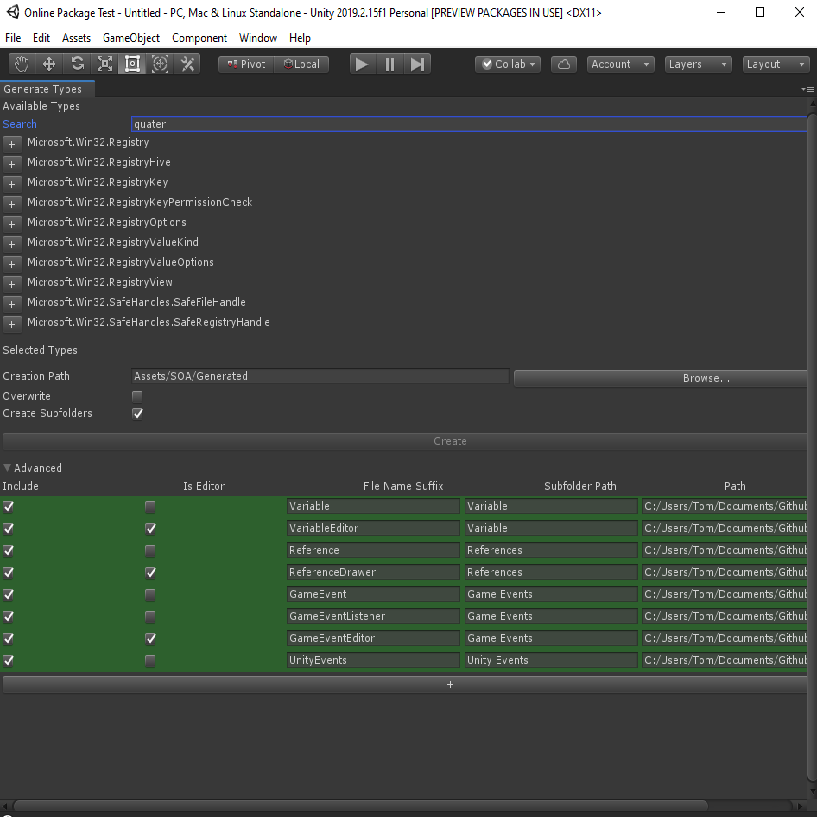 Online Package Test - Untitled - PC, Mac & Linux Standalone - Unity 2019.2.15f1 Personal [PREVIEW PACKAGES IN USE] <DX11>
File Edit Assets GameObject Component Window Help
Pivot Local Collab Account Layers Layout
Generate Types
Available Types
Search quater
+ Microsoft.Win32.Registry
+ Microsoft.Win32.RegistryHive
+ Microsoft.Win32.RegistryKey
+ Microsoft.Win32.RegistryKeyPermissionCheck
+ Microsoft.Win32.RegistryOptions
+ Microsoft.Win32.RegistryValueKind
+ Microsoft.Win32.RegistryValueOptions
+ Microsoft.Win32.RegistryView
+ Microsoft.Win32.SafeHandles.SafeFileHandle
+ Microsoft.Win32.SafeHandles.SafeRegistryHandle
Selected Types
Creation Path Assets/SOA/Generated Browse...
Overwrite
Create Subfolders
Create
Advanced
Include Is Editor File Name Suffix Subfolder Path Path
Variable Variable C:/Users/Tom/Documents/Github
VariableEditor Variable C:/Users/Tom/Documents/Github
Reference References C:/Users/Tom/Documents/Github
ReferenceDrawer References C:/Users/Tom/Documents/Github
GameEvent Game Events C:/Users/Tom/Documents/Github
GameEventListener Game Events C:/Users/Tom/Documents/Github
GameEventEditor Game Events C:/Users/Tom/Documents/Github
UnityEvents Unity Events C:/Users/Tom/Documents/Github
+